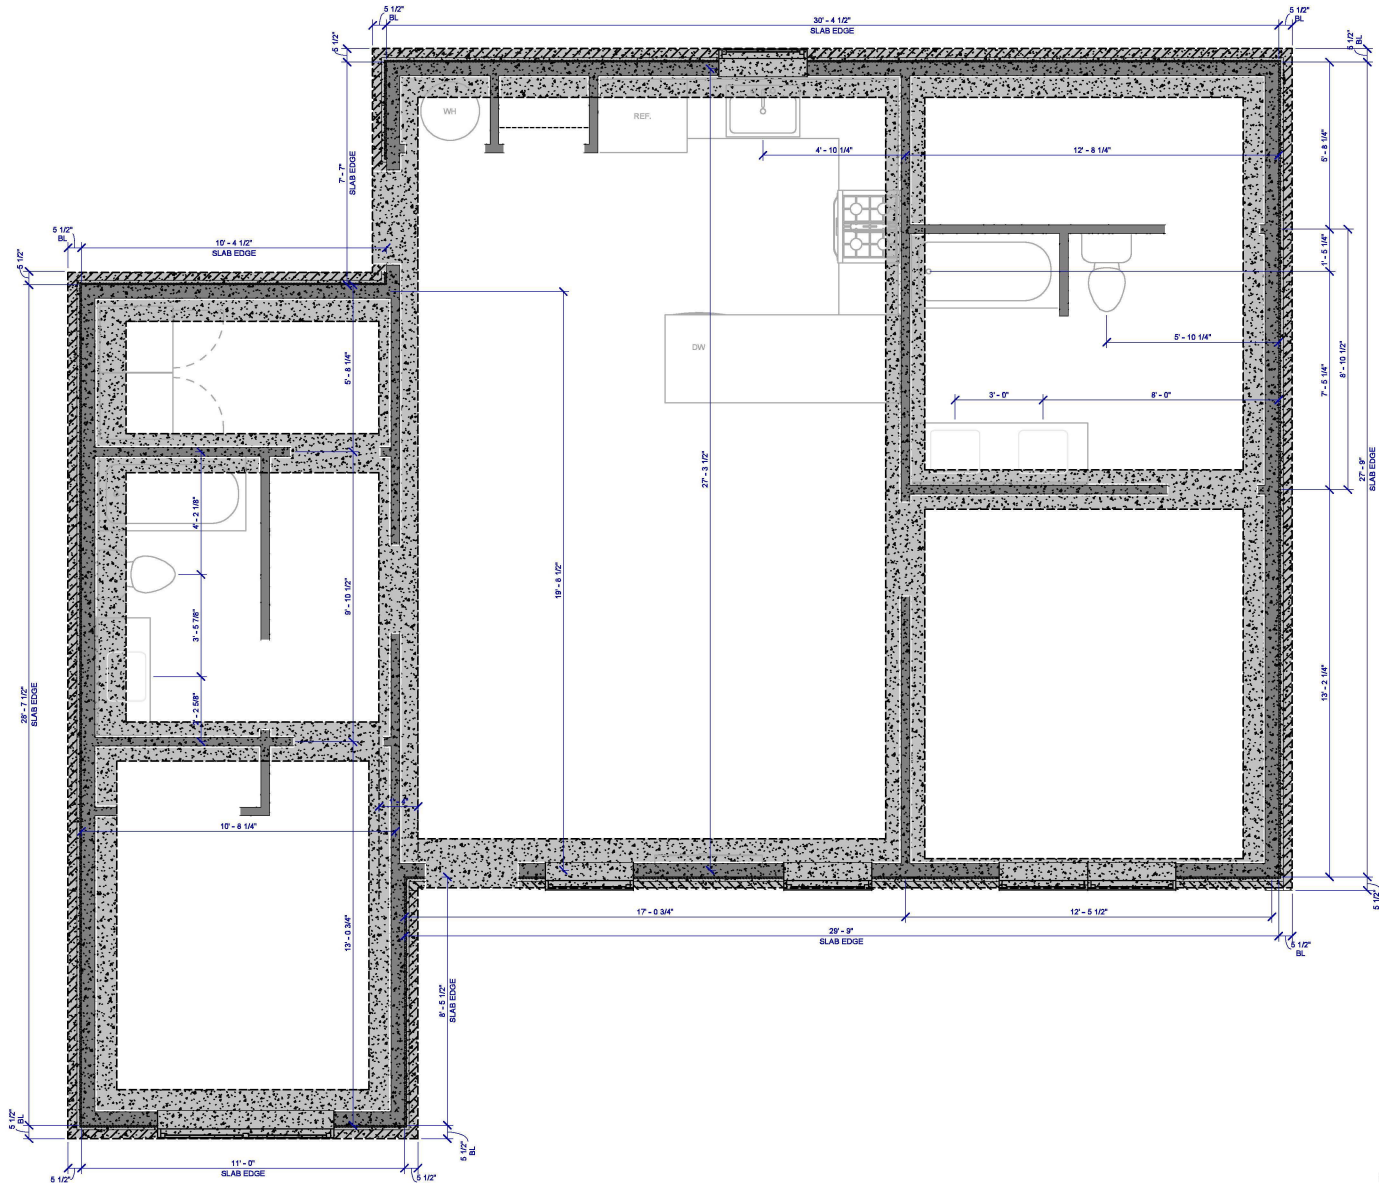 5 1/2"
BL
30' - 4 1/2"
SLAB EDGE
5 1/2"
BL
5 1/2"
5 1/2"
BL
WH
REF.
4' - 10 1/4"
12' - 8 1/4"
5' - 8 1/4"
7' - 7"
SLAB EDGE
5 1/2"
BL
10' - 4 1/2"
SLAB EDGE
5 1/2"
1' - 5 1/4"
5' - 10 1/4"
DW
5' - 8 1/4"
7' - 5 1/4"
8' - 10 1/2"
3' - 0"
8' - 0"
27' - 3 1/2"
27' - 9"
SLAB EDGE
4' - 2 1/8"
19' - 8 1/2"
9' - 10 1/2"
3' - 5 7/8"
28' - 7 1/2"
SLAB EDGE
13' - 2 1/4"
10' - 8 1/4"
5 1/2"
17' - 0 3/4"
12' - 5 1/2"
13' - 0 3/4"
29' - 9"
SLAB EDGE
5 1/2"
BL
8' - 5 1/2"
SLAB EDGE
5 1/2"
BL
5 1/2"
BL
11' - 0"
SLAB EDGE
5 1/2"
5 1/2"